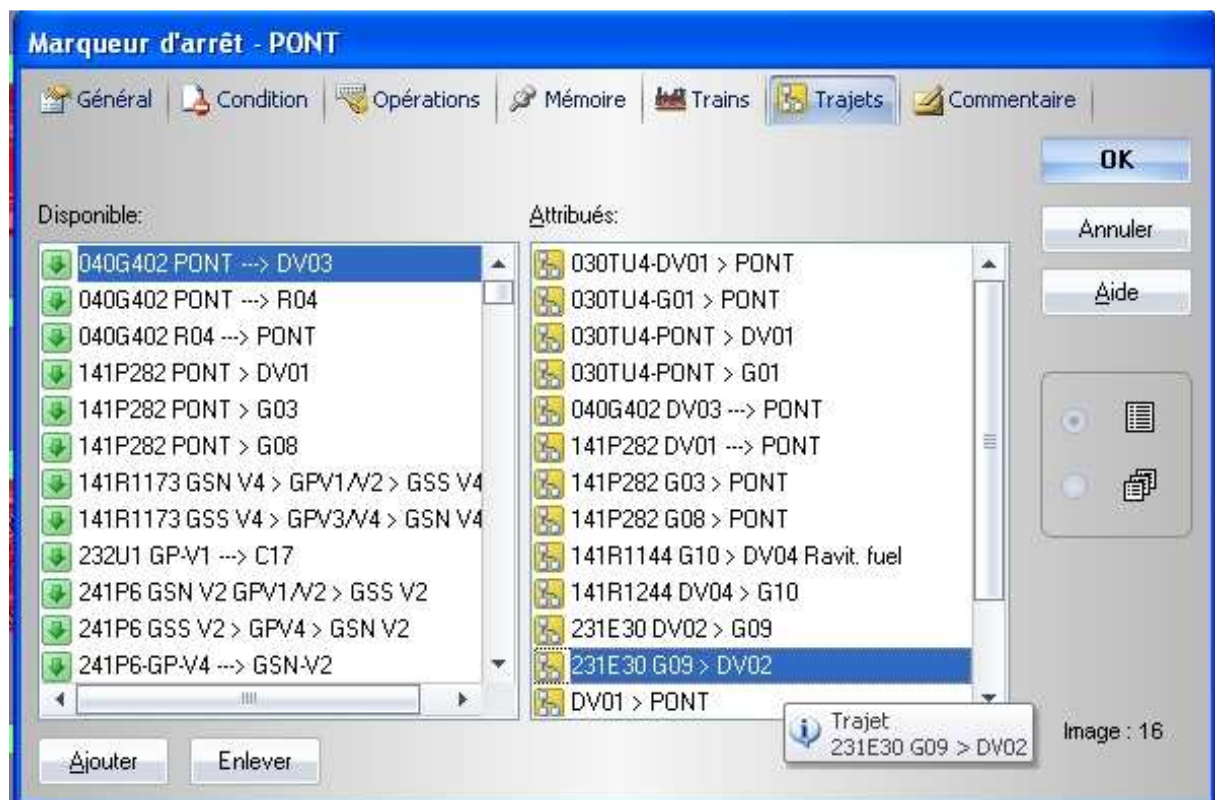 Marqueur d'arrêt - PONT
Général Condition Opérations Mémoire Trains Trajets Commentaire
OK
Annuler
Aide
Disponible:
040G402 PONT ---> DV03
040G402 PONT ---> R04
040G402 R04 ---> PONT
141P282 PONT > DV01
141P282 PONT > G03
141P282 PONT > G08
141R1173 GSN V4 > GPV1/V2 > GSS V4
141R1173 GSS V4 > GPV3/V4 > GSN V4
232U1 GP-V1 ---> C17
241P6 GSN V2 GPV1/V2 > GSS V2
241P6 GSS V2 > GPV4 > GSN V2
241P6-GP-V4 ---> GSN-V2
Attribués:
030TU4-DV01 > PONT
030TU4-G01 > PONT
030TU4-PONT > DV01
030TU4-PONT > G01
040G402 DV03 ---> PONT
141P282 DV01 ---> PONT
141P282 G03 > PONT
141P282 G08 > PONT
141R1144 G10 > DV04 Ravit. fuel
141R1244 DV04 > G10
231E30 DV02 > G09
231E30 G09 > DV02
DV01 > PONT
Trajet
231E30 G09 > DV02
Image : 16
Ajouter Enlever